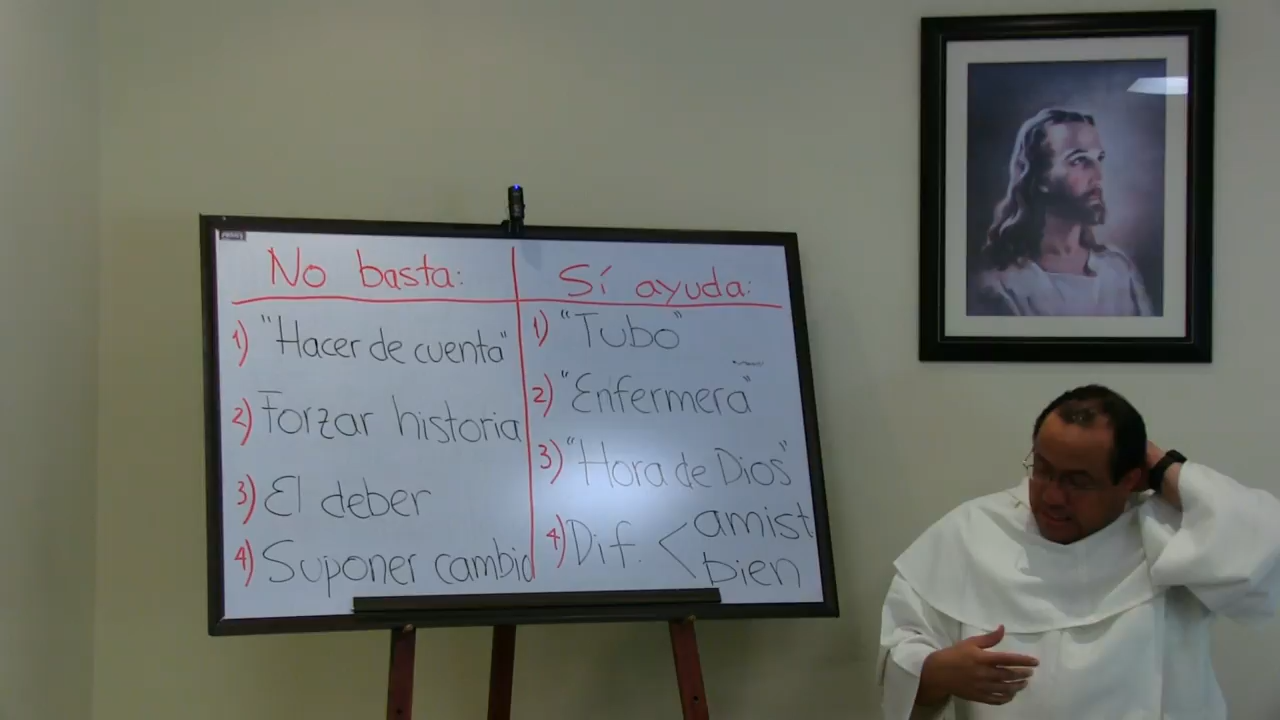 No basta:
1) "Hacer de cuenta"
2) Forzar historia
3) El deber
4) Suponer cambio
Sí ayuda:
1) "Tubo"
2) "Enfermera"
3) "Hora de Dios"
4) Dif. < amist
bien